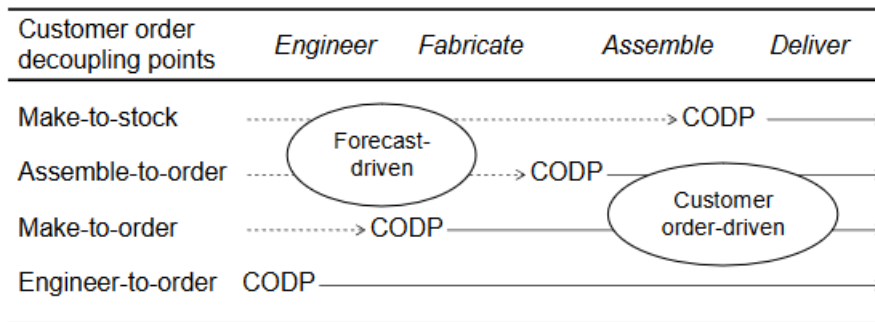 Customer order
decoupling points
Engineer Fabricate Assemble Deliver
Make-to-stock CODP
Forecast-
driven
Assemble-to-order CODP
Customer
order-driven
Make-to-order CODP
Engineer-to-order CODP